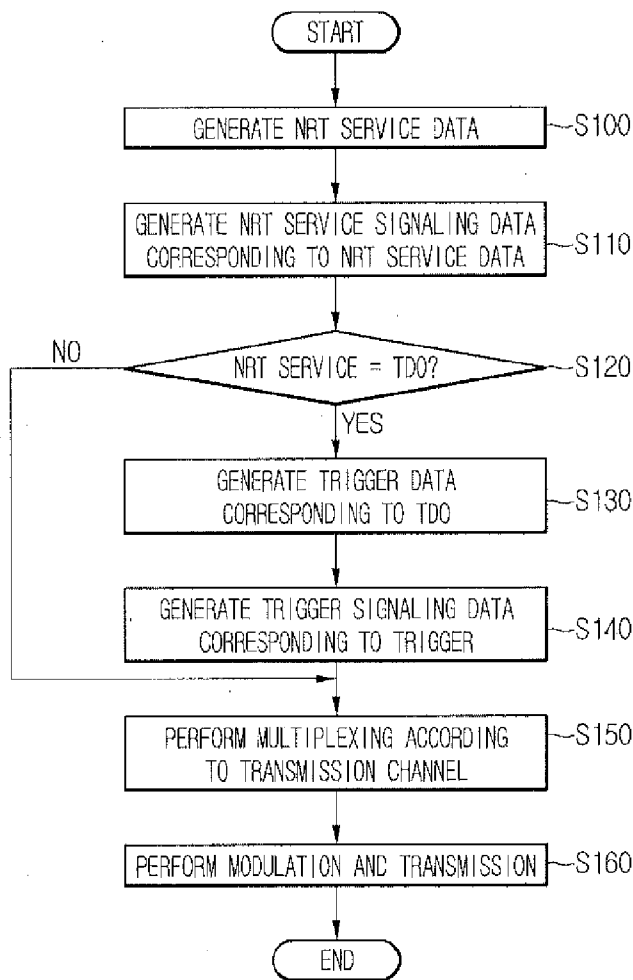 START
GENERATE NRT SERVICE DATA
S100
GENERATE NRT SERVICE SIGNALING DATA
CORRESPONDING TO NRT SERVICE DATA
S110
NO
NRT SERVICE = TDO?
S120
YES
GENERATE TRIGGER DATA
CORRESPONDING TO TDO
S130
GENERATE TRIGGER SIGNALING DATA
CORRESPONDING TO TRIGGER
S140
PERFORM MULTIPLEXING ACCORDING
TO TRANSMISSION CHANNEL
S150
PERFORM MODULATION AND TRANSMISSION
S160
END